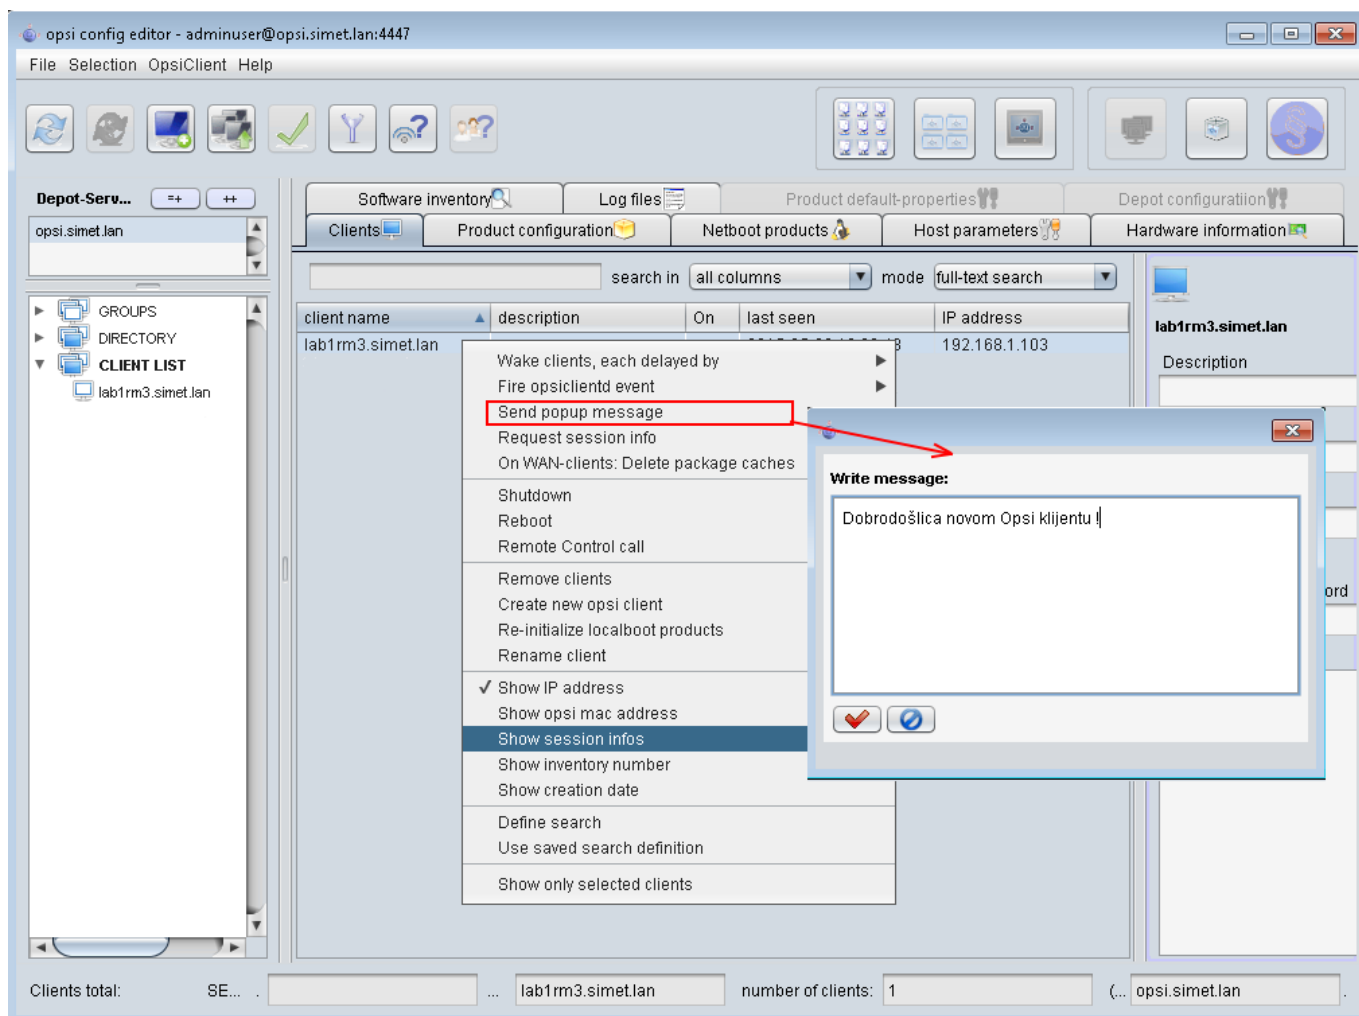 opsi config editor - adminuser@opsi.simet.lan:4447
File Selection OpsiClient Help
Depot-Serv... =+ ++
opsi.simet.lan
GROUPS
DIRECTORY
CLIENT LIST
lab1rm3.simet.lan
Software inventory Log files Product default-properties Depot configuratiion
Clients Product configuration Netboot products Host parameters Hardware information
search in all columns mode full-text search
client name description On last seen IP address
lab1rm3.simet.lan 192.168.1.103
Wake clients, each delayed by
Fire opsiclientd event
Send popup message
Request session info
On WAN-clients: Delete package caches
Shutdown
Reboot
Remote Control call
Remove clients
Create new opsi client
Re-initialize localboot products
Rename client
✓ Show IP address
Show opsi mac address
Show session infos
Show inventory number
Show creation date
Define search
Use saved search definition
Show only selected clients
lab1rm3.simet.lan
Description
ord
Write message:
Dobrodošlica novom Opsi klijentu !
Clients total: SE... . ... lab1rm3.simet.lan number of clients: 1 (... opsi.simet.lan .